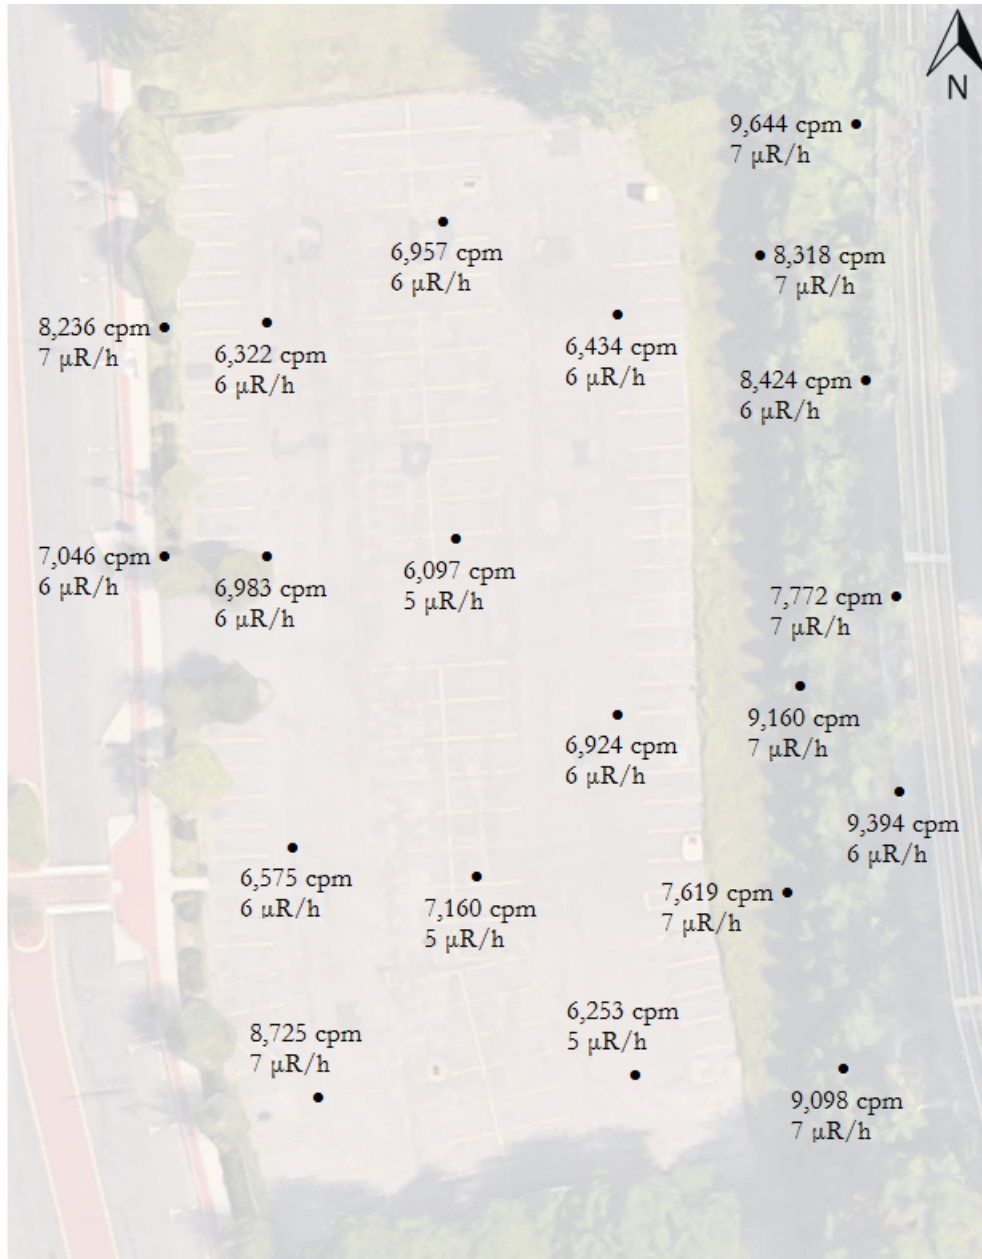 N
9,644 cpm
7 µR/h
6,957 cpm
6 µR/h
8,318 cpm
7 µR/h
8,236 cpm
7 µR/h
6,322 cpm
6 µR/h
6,434 cpm
6 µR/h
8,424 cpm
6 µR/h
7,046 cpm
6 µR/h
6,983 cpm
6 µR/h
6,097 cpm
5 µR/h
7,772 cpm
7 µR/h
9,160 cpm
7 µR/h
6,924 cpm
6 µR/h
9,394 cpm
6 µR/h
6,575 cpm
6 µR/h
7,160 cpm
5 µR/h
7,619 cpm
7 µR/h
8,725 cpm
7 µR/h
6,253 cpm
5 µR/h
9,098 cpm
7 µR/h